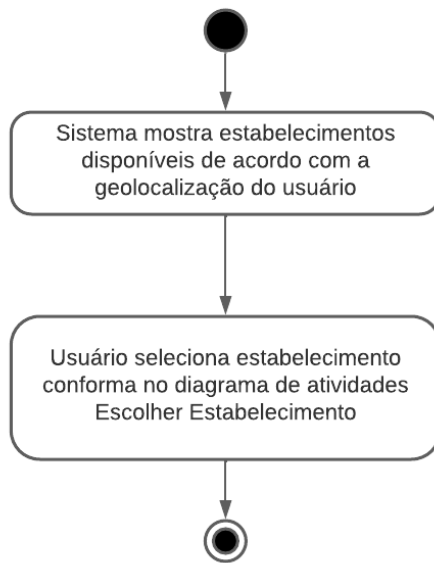 Sistema mostra estabelecimentos
disponíveis de acordo com a
geolocalização do usuário
Usuário seleciona estabelecimento
conforma no diagrama de atividades
Escolher Estabelecimento